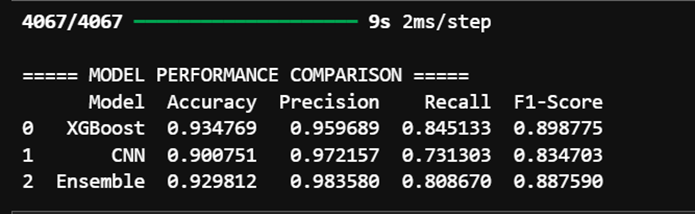 4067/4067 ━━━━━━━━━━━━━━━━━━━━ 9s 2ms/step
===== MODEL PERFORMANCE COMPARISON =====
Model Accuracy Precision Recall F1-Score
0 XGBoost 0.934769 0.959689 0.845133 0.898775
1 CNN 0.900751 0.972157 0.731303 0.834703
2 Ensemble 0.929812 0.983580 0.808670 0.887590